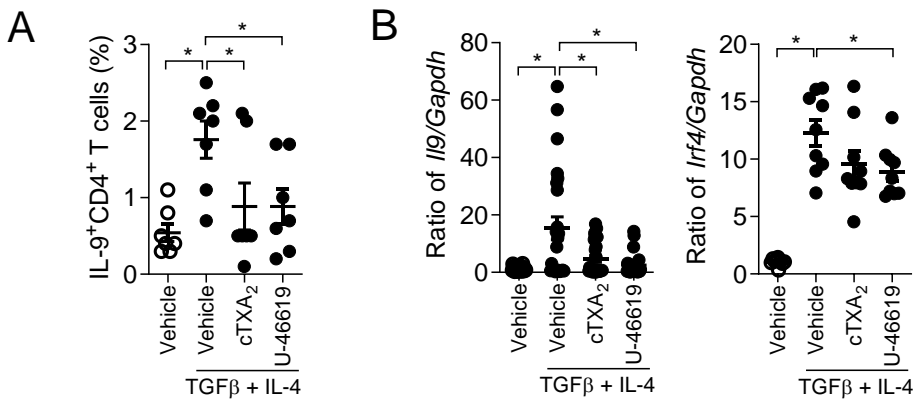 A
IL-9+CD4+ T cells (%)
3
2
1
0
*
*
*
Vehicle
Vehicle
cTXA2
U-46619
TGFβ + IL-4
B
Ratio of Il9/Gapdh
80
60
40
20
0
*
*
*
Vehicle
Vehicle
cTXA2
U-46619
TGFβ + IL-4
Ratio of Irf4/Gapdh
20
15
10
5
0
*
*
Vehicle
Vehicle
cTXA2
U-46619
TGFβ + IL-4